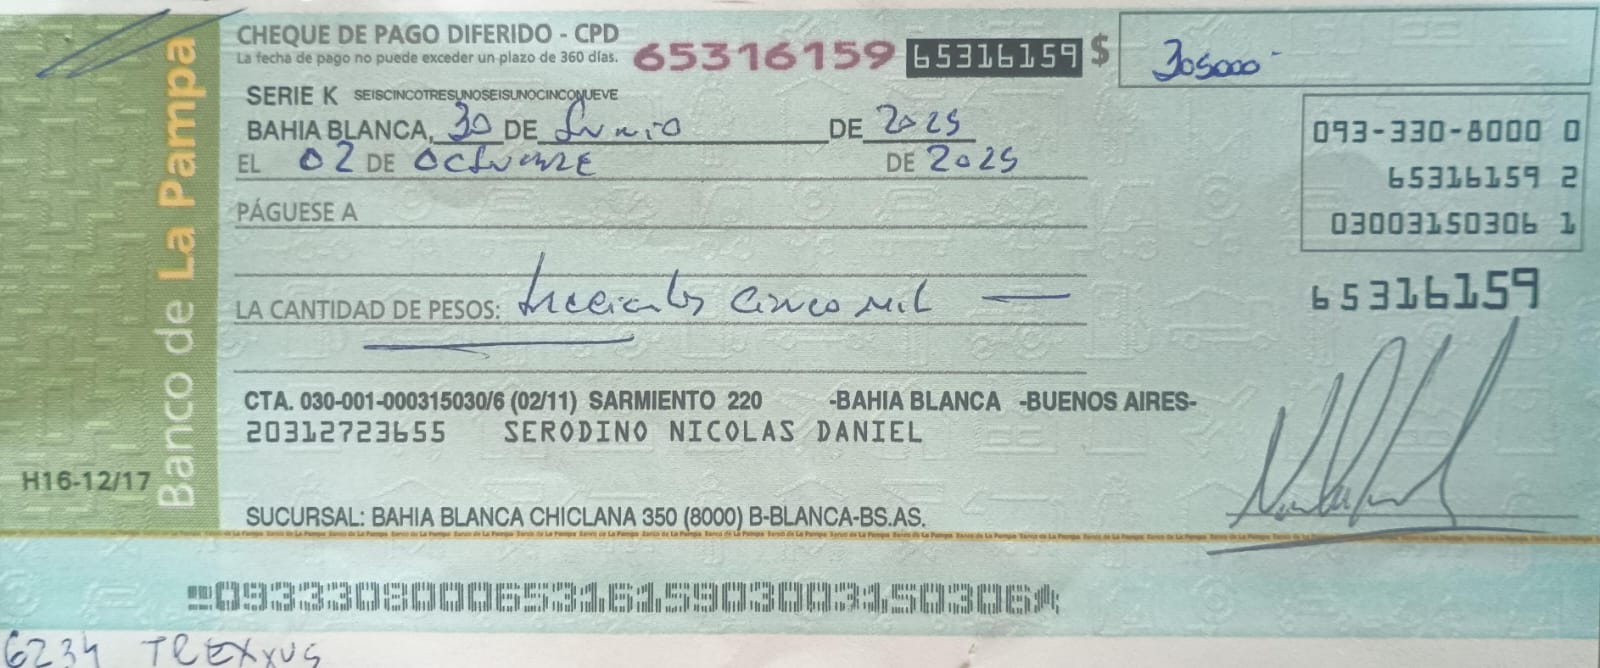 Banco de La Pampa
H16-12/17
CHEQUE DE PAGO DIFERIDO - CPD
La fecha de pago no puede exceder un plazo de 360 días.
65316159 65316159 $ 305000-
SERIE K SEISCINCOTRESUNOSEISUNOCINCONUEVE
BAHIA BLANCA, 30 DE Junio DE 2025
EL 02 DE OCTUBRE DE 2025
093-330-8000 0
65316159 2
03003150306 1
PÁGUESE A
65316159
LA CANTIDAD DE PESOS: trecientos cinco mil
CTA. 030-001-000315030/6 (02/11) SARMIENTO 220 -BAHIA BLANCA -BUENOS AIRES-
20312723655 SERODINO NICOLAS DANIEL
SUCURSAL: BAHIA BLANCA CHICLANA 350 (8000) B-BLANCA-BS.AS.
093330800065316159030031503064
6234 TREXXUS